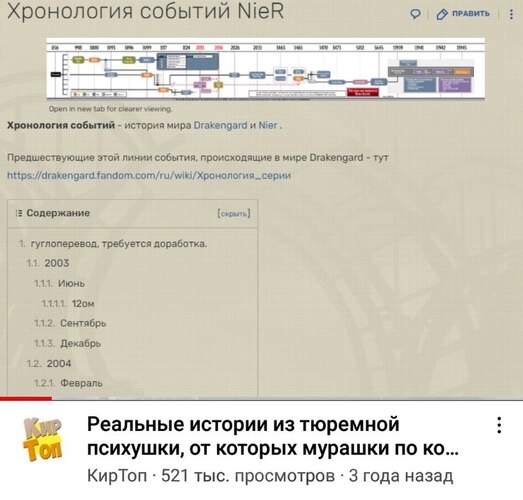 Хронология событий NieR
ПРАВИТЬ
Open in new tab for clearer viewing.
Хронология событий - история мира Drakengard и Nier .
Предшествующие этой линии события, происходящие в мире Drakengard - тут
https://drakengard.fandom.com/ru/wiki/Хронология_серии
Содержание [скрыть]
1. гуглоперевод, требуется доработка.
1.1. 2003
1.1.1. Июнь
1.1.1.1. 12ом
1.1.2. Сентябрь
1.1.3. Декабрь
1.2. 2004
1.2.1. Февраль
Кир
Топ
Реальные истории из тюремной
психушки, от которых мурашки по ко...
КирТоп · 521 тыс. просмотров · 3 года назад